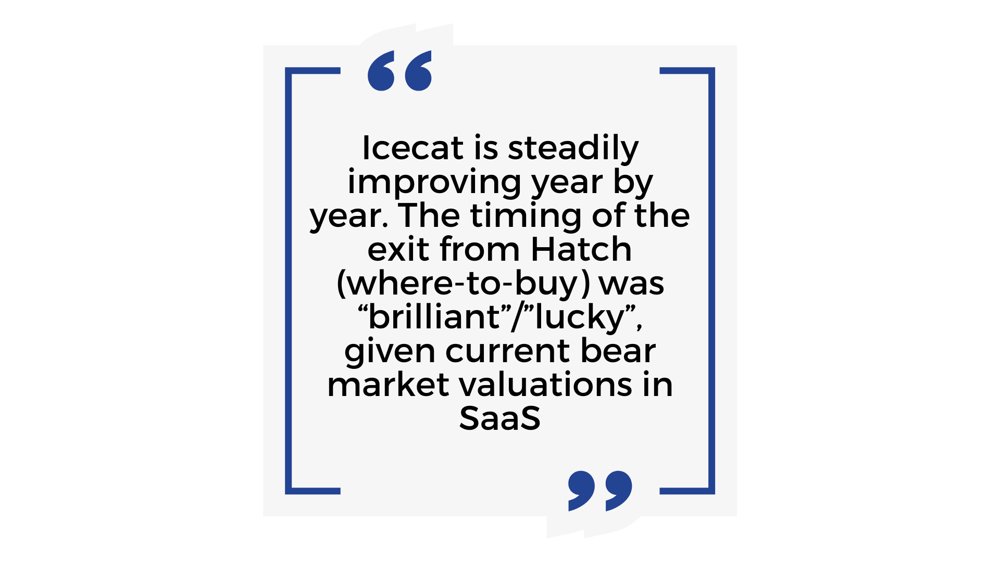 “
Icecat is steadily
improving year by
year. The timing of the
exit from Hatch
(where-to-buy) was
“brilliant”/”lucky”,
given current bear
market valuations in
SaaS
”